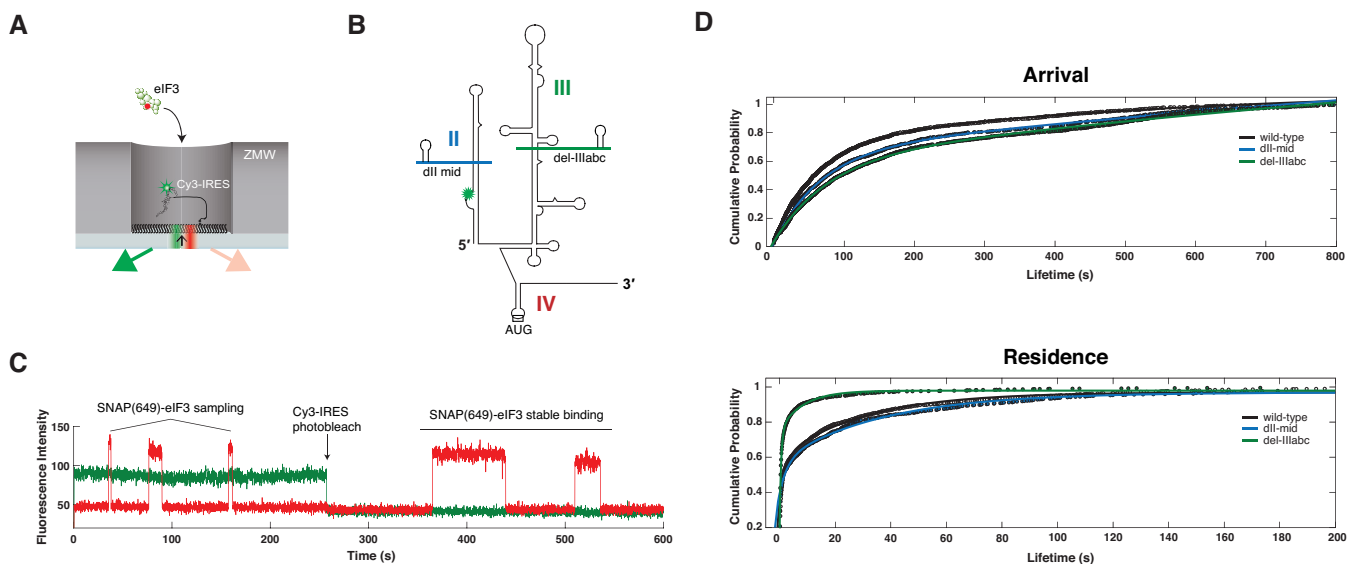 A
eIF3
ZMW
Cy3-IRES
B
III
II
dII mid
del-IIIabc
5′
3′
IV
AUG
C
SNAP(649)-eIF3 sampling
Cy3-IRES
photobleach
SNAP(649)-eIF3 stable binding
Fluorescence Intensity
150
100
50
0
100
200
300
400
500
600
Time (s)
D
Arrival
Cumulative Probability
1
0.8
0.6
0.4
0.2
0
wild-type
dII-mid
del-IIIabc
0
100
200
300
400
500
600
700
800
Lifetime (s)
Residence
Cumulative Probability
1
0.8
0.6
0.4
0.2
wild-type
dII-mid
del-IIIabc
0
20
40
60
80
100
120
140
160
180
200
Lifetime (s)